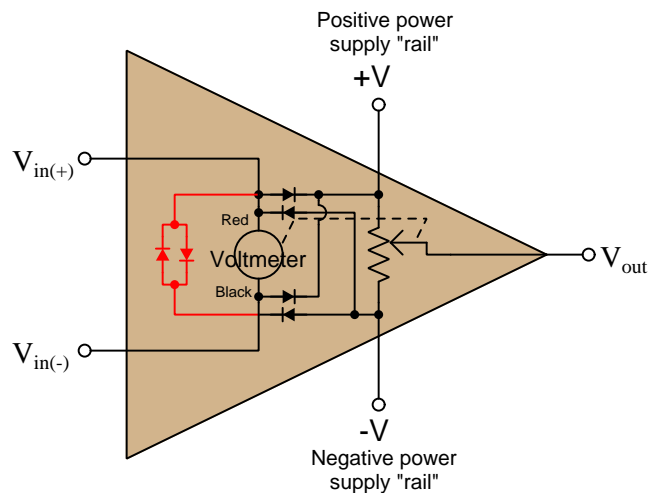 Positive power
supply "rail"
+V
Vin(+)
Red
Voltmeter
Black
Vout
Vin(-)
-V
Negative power
supply "rail"